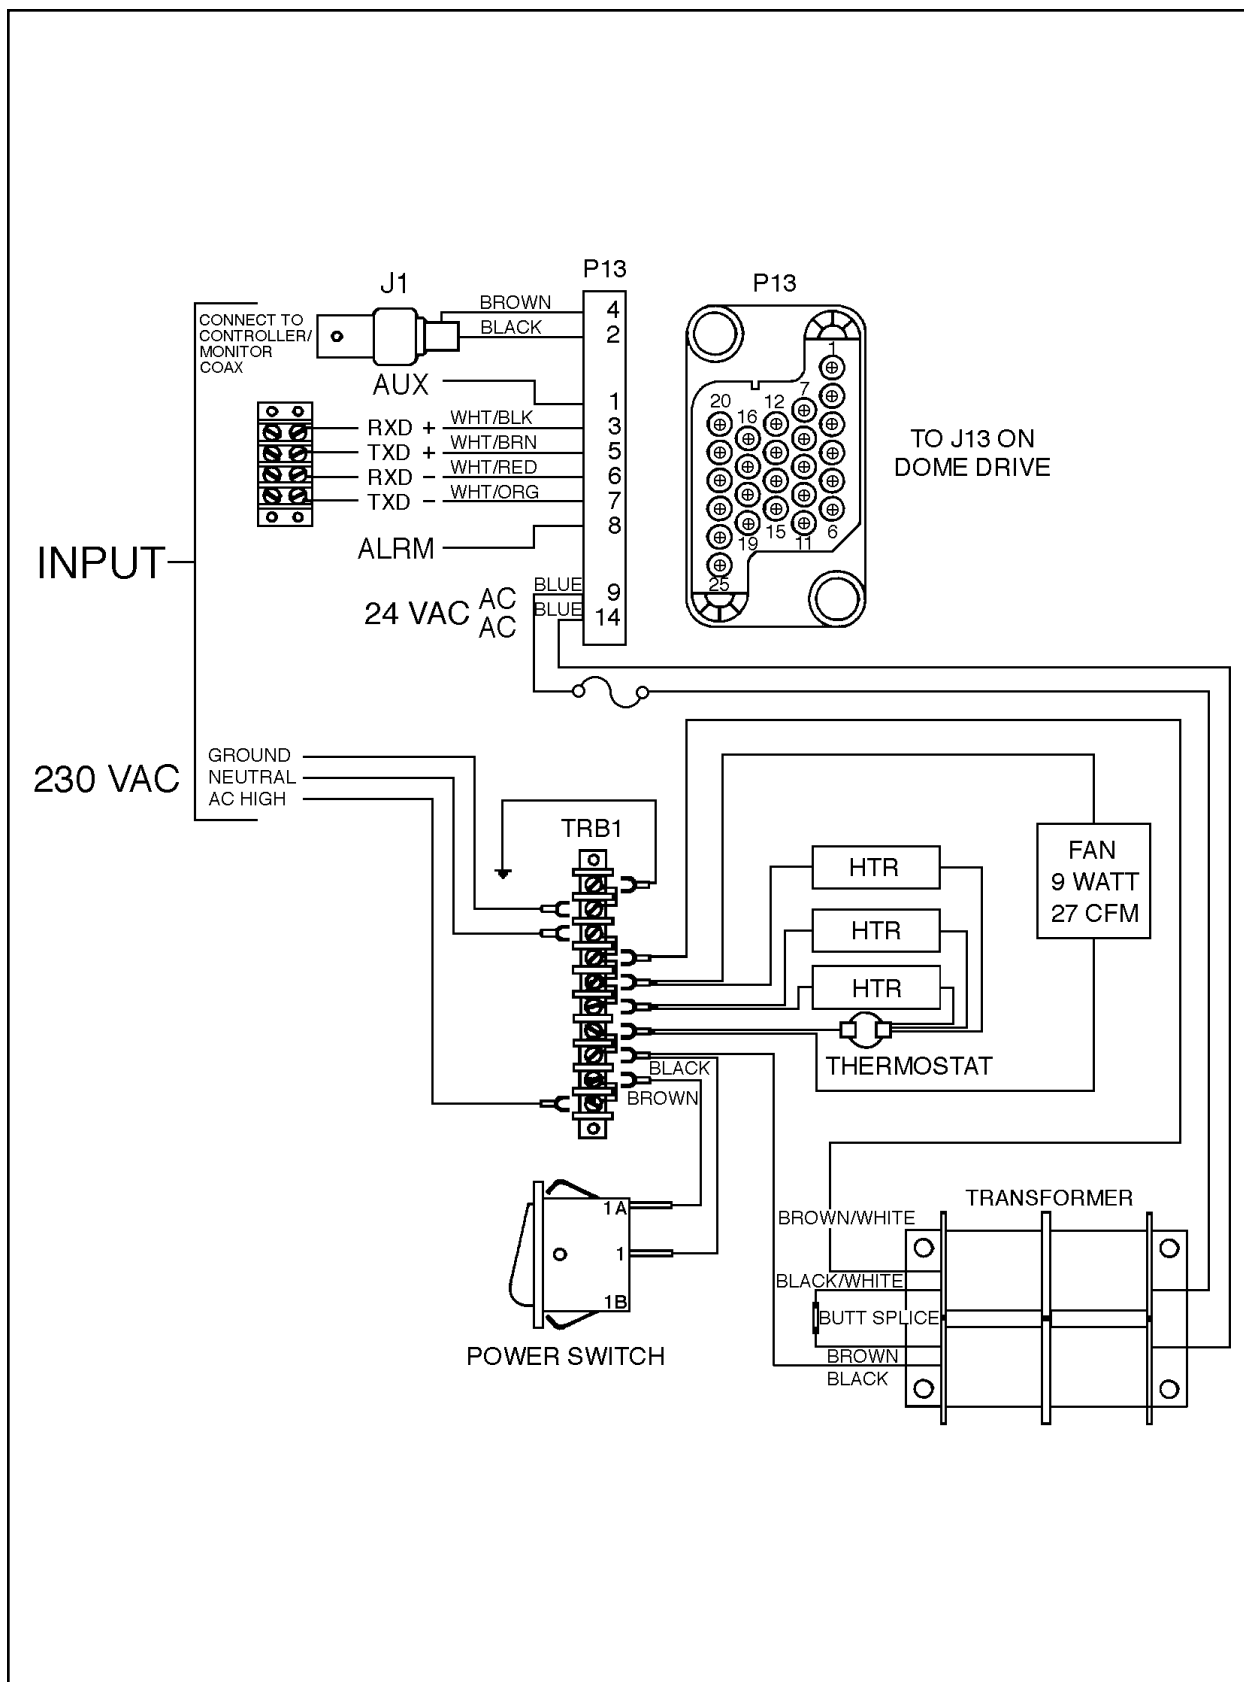 P13
J1
P13
CONNECT TO
CONTROLLER/
MONITOR
COAX
BROWN
4
BLACK
2
AUX
1
RXD + WHT/BLK 3
TXD + WHT/BRN 5
RXD - WHT/RED 6
TXD - WHT/ORG 7
ALRM
8
1
7
20
12
16
15
6
19
11
25
TO J13 ON
DOME DRIVE
INPUT
24 VAC
AC
AC
BLUE
9
BLUE
14
230 VAC
GROUND
NEUTRAL
AC HIGH
TRB1
HTR
HTR
HTR
FAN
9 WATT
27 CFM
THERMOSTAT
BLACK
BROWN
1A
1
1B
POWER SWITCH
TRANSFORMER
BROWN/WHITE
BLACK/WHITE
BUTT SPLICE
BROWN
BLACK